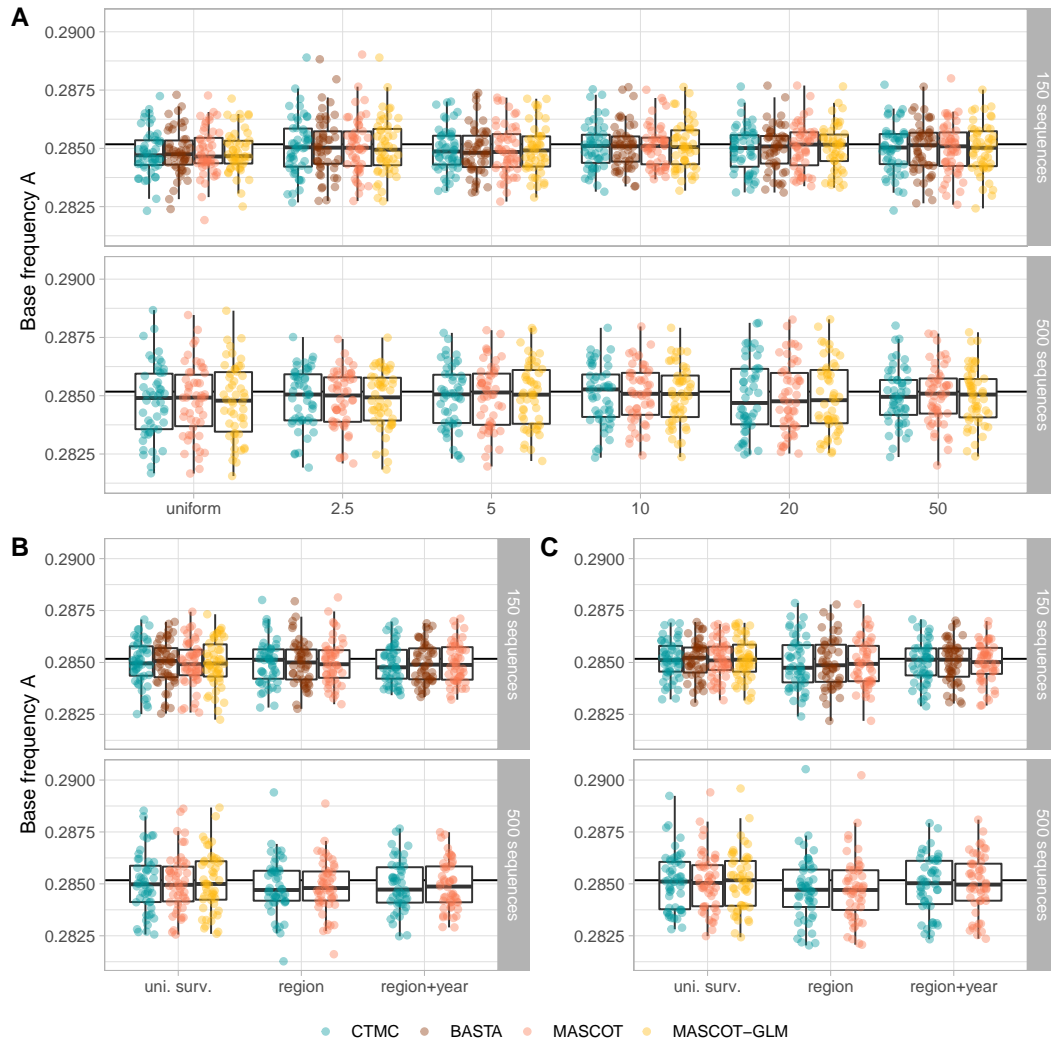 A
Base frequency A
0.2900
0.2875
0.2850
0.2825
150 sequences
0.2900
0.2875
0.2850
0.2825
500 sequences
uniform 2.5 5 10 20 50
B
Base frequency A
0.2900
0.2875
0.2850
0.2825
150 sequences
0.2900
0.2875
0.2850
0.2825
500 sequences
uni. surv. region region+year
C
0.2900
0.2875
0.2850
0.2825
150 sequences
0.2900
0.2875
0.2850
0.2825
500 sequences
uni. surv. region region+year
CTMC BASTA MASCOT MASCOT−GLM